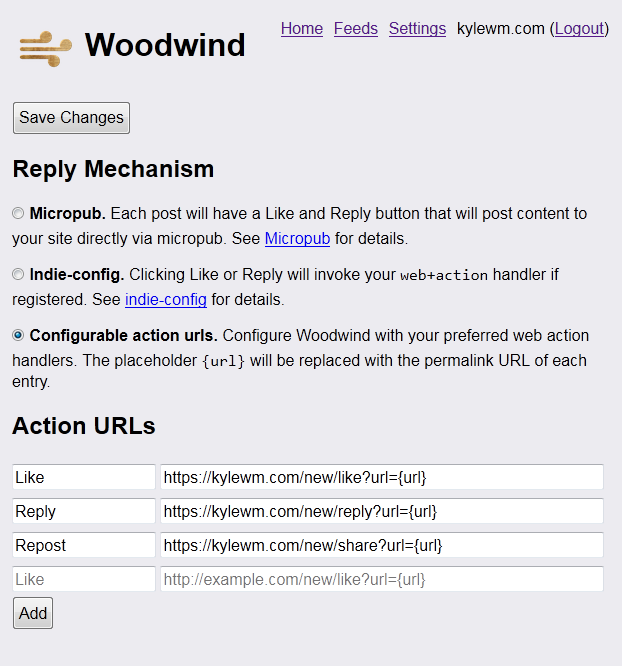 Woodwind
Home Feeds Settings kylewm.com (Logout)
Save Changes
Reply Mechanism
Micropub. Each post will have a Like and Reply button that will post content to
your site directly via micropub. See Micropub for details.
Indie-config. Clicking Like or Reply will invoke your web+action handler if
registered. See indie-config for details.
Configurable action urls. Configure Woodwind with your preferred web action
handlers. The placeholder {url} will be replaced with the permalink URL of each
entry.
Action URLs
Like https://kylewm.com/new/like?url={url}
Reply https://kylewm.com/new/reply?url={url}
Repost https://kylewm.com/new/share?url={url}
Like http://example.com/new/like?url={url}
Add